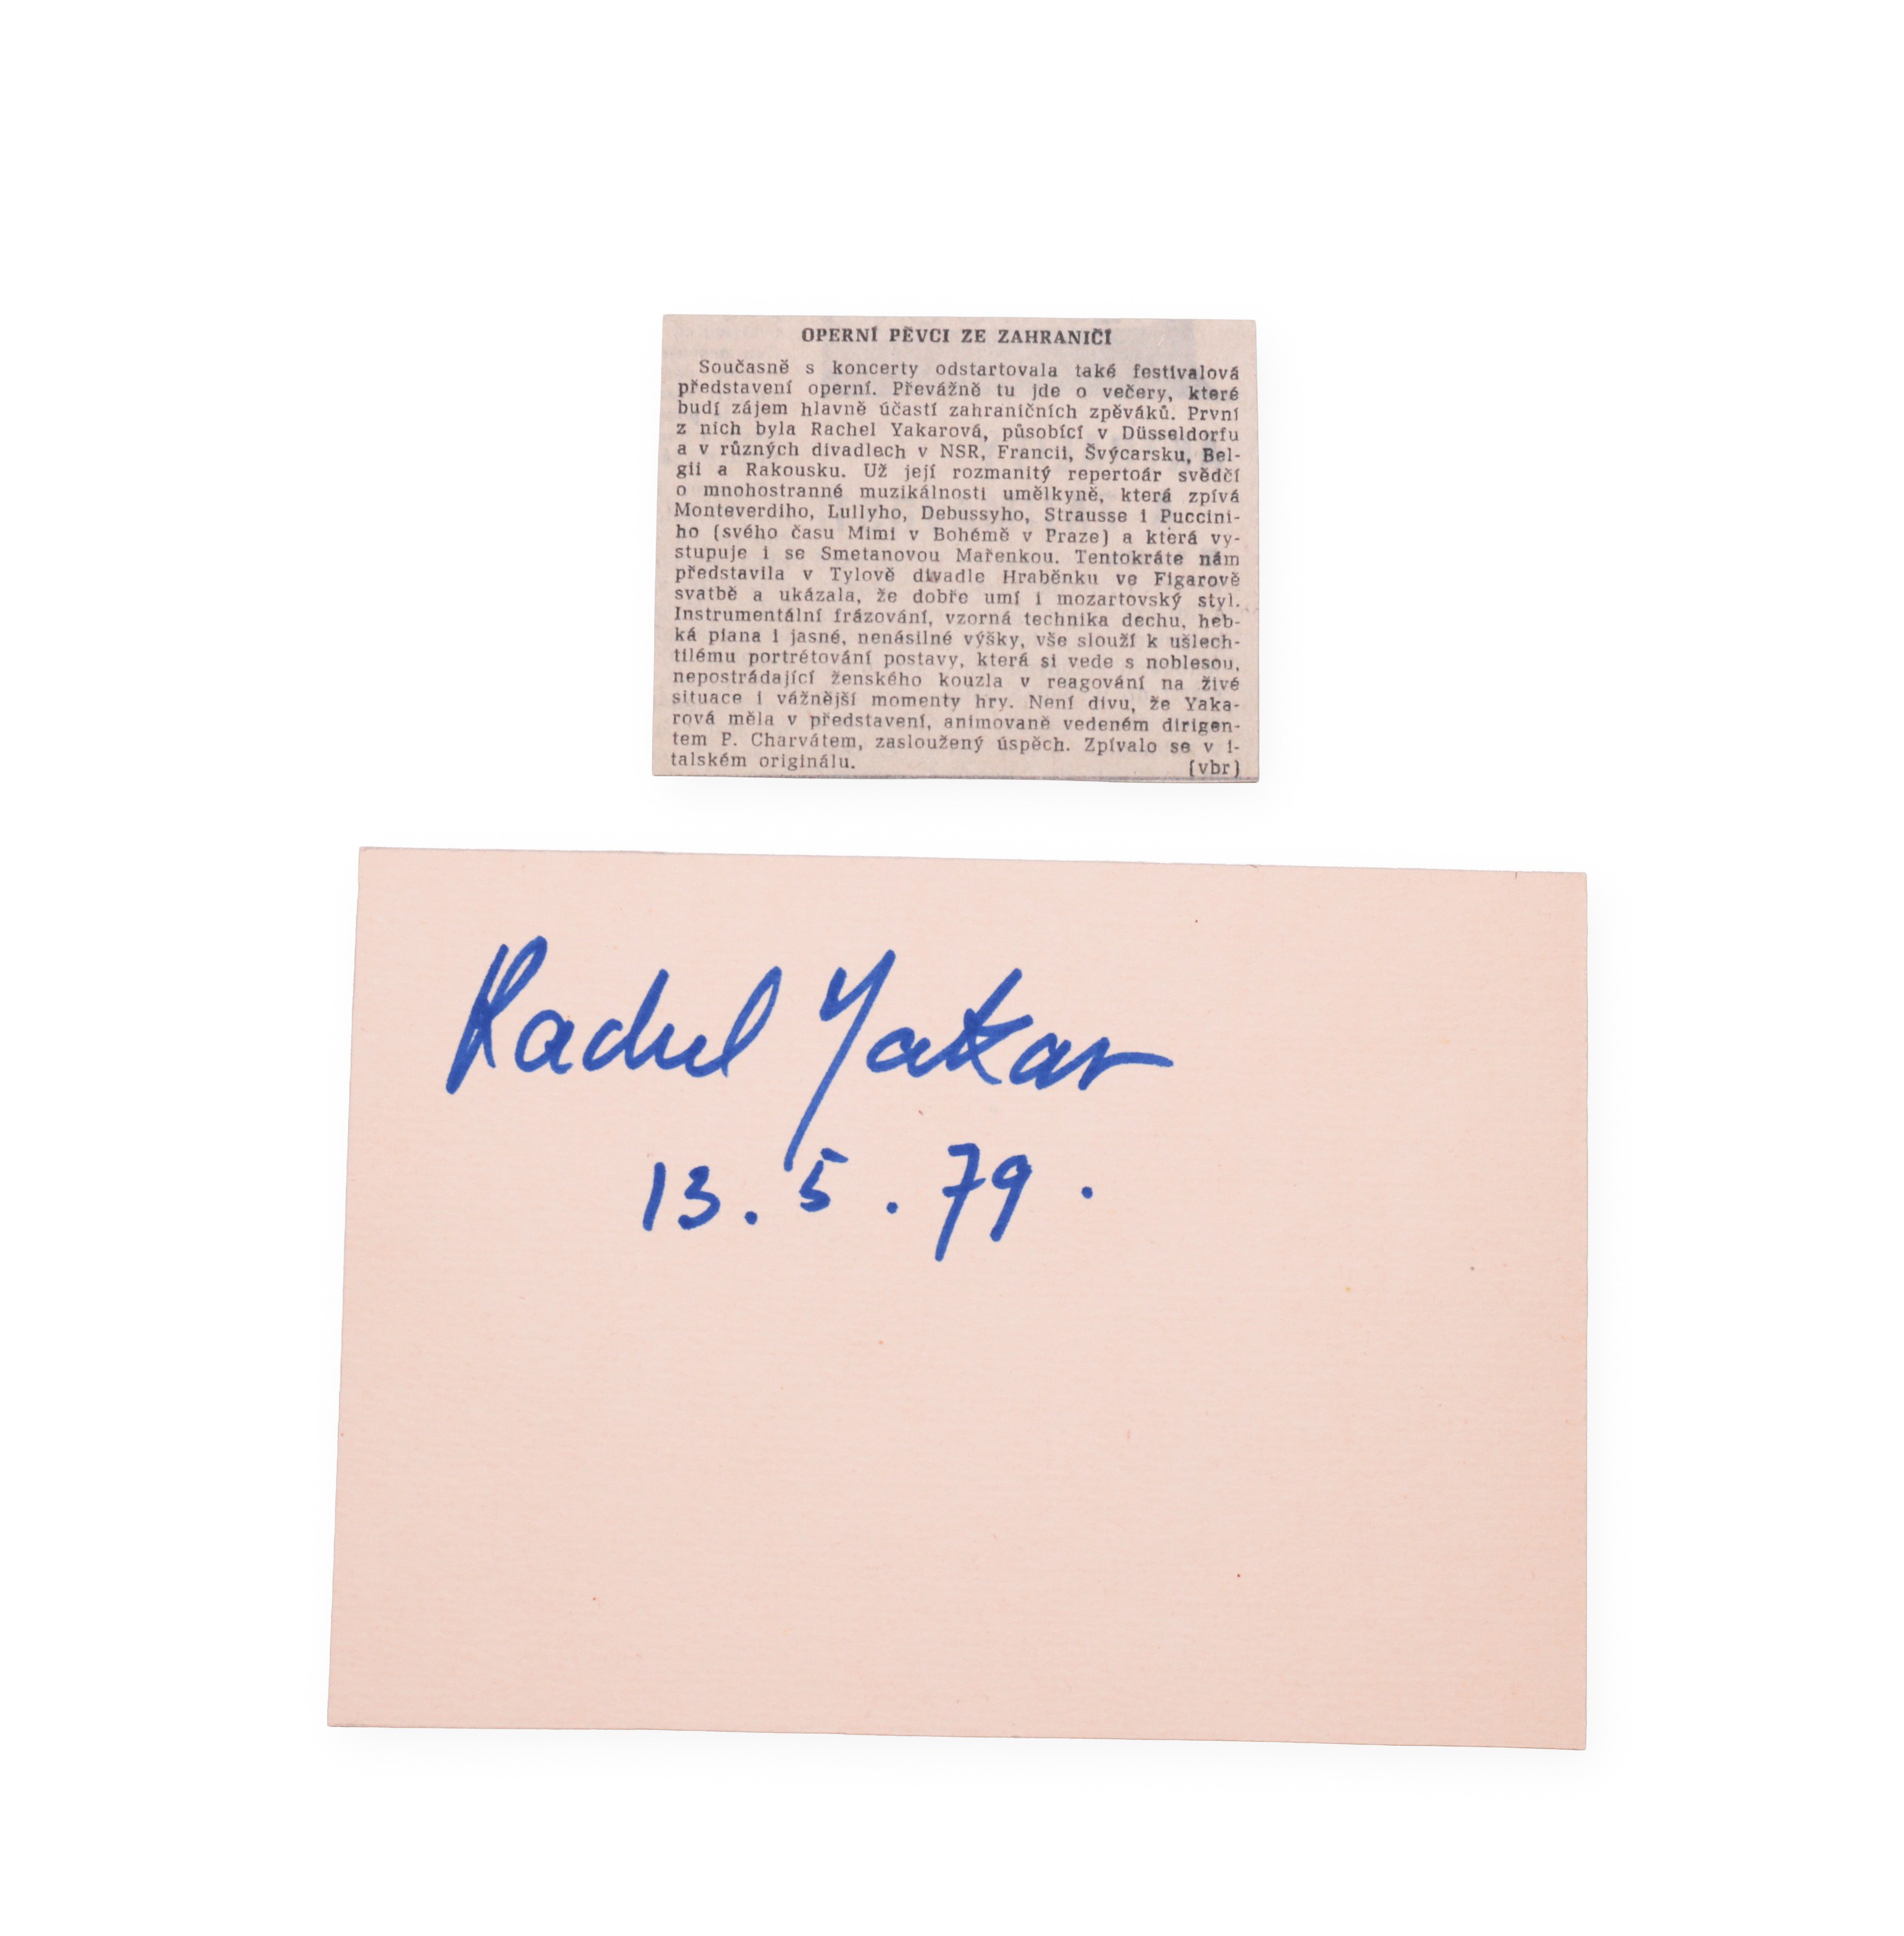 OPERNÍ PĚVCI ZE ZAHRANIČÍ
Současně s koncerty odstartovala také festivalová
představení operní. Převážně tu jde o večery, které
budí zájem hlavně účastí zahraničních zpěváků. První
z nich byla Rachel Yakarová, působící v Düsseldorfu
a v různých divadlech v NSR, Francii, Švýcarsku, Bel-
gii a Rakousku. Už její rozmanitý repertoár svědčí
o mnohostranné muzikálnosti umělkyně, která zpívá
Monteverdiho, Lullyho, Debussyho, Strausse i Puccini-
ho (svého času Mimi v Bohémě v Praze) a která vy-
stupuje i se Smetanovou Mařenkou. Tentokráte nám
představila v Tylově divadle Hraběnku ve Figarově
svatbě a ukázala, že dobře umí i mozartovský styl.
Instrumentální frázování, vzorná technika dechu, heb-
ká piana i jasné, nenásilné výšky, vše slouží k ušlech-
tilému portrétování postavy, která si vede s noblesou,
nepostrádající ženského kouzla v reagování na živé
situace i vážnější momenty hry. Není divu, že Yaka-
rová měla v představení, animovaně vedeném dirigen-
tem P. Charvátem, zasloužený úspěch. Zpívalo se v i-
talském originálu. (vbr)
Rachel Yakar
13. 5. 79.